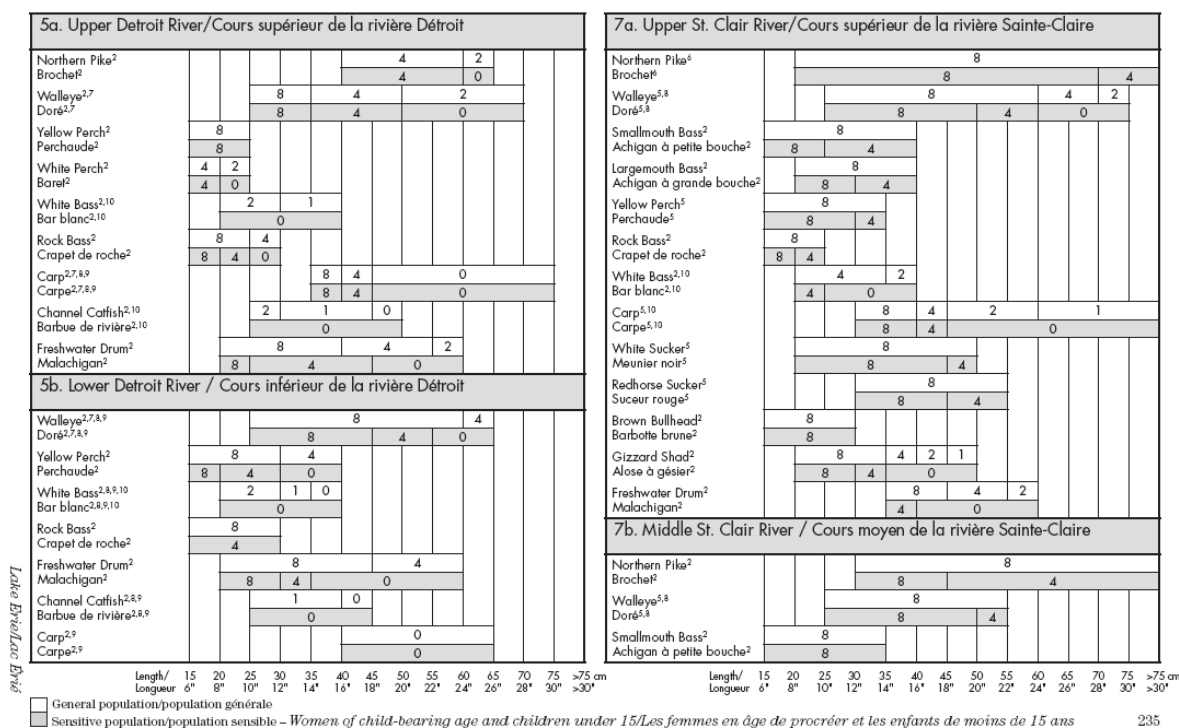 5a. Upper Detroit River/Cours supérieur de la rivière Détroit
Northern Pike² 4 2
Brochet² 4 0
Walleye²,⁷ 8 4 2
Doré²,⁷ 8 4 0
Yellow Perch² 8
Perchaude² 8
White Perch² 4 2
Baret² 4 0
White Bass²,¹⁰ 2 1
Bar blanc²,¹⁰ 0
Rock Bass² 8 4
Crapet de roche² 8 4 0
Carp²,⁷,⁸,⁹ 8 4 0
Carpe²,⁷,⁸,⁹ 8 4 0
Channel Catfish²,¹⁰ 2 1 0
Barbue de rivière²,¹⁰ 0
Freshwater Drum² 8 4 2
Malachigan² 8 4 0
5b. Lower Detroit River / Cours inférieur de la rivière Détroit
Walleye²,⁷,⁸,⁹ 8 4
Doré²,⁷,⁸,⁹ 8 4 0
Yellow Perch² 8 4
Perchaude² 8 4 0
White Bass²,⁸,⁹,¹⁰ 2 1 0
Bar blanc²,⁸,⁹,¹⁰ 0
Rock Bass² 8
Crapet de roche² 4
Freshwater Drum² 8 4
Malachigan² 8 4 0
Channel Catfish²,⁸,⁹ 1 0
Barbue de rivière²,⁸,⁹ 0
Carp²,⁹ 0
Carpe²,⁹ 0
Length/ 15 20 25 30 35 40 45 50 55 60 65 70 75 >75 cm
Longueur 6" 8" 10" 12" 14" 16" 18" 20" 22" 24" 26" 28" 30" >30"
7a. Upper St. Clair River/Cours supérieur de la rivière Sainte-Claire
Northern Pike⁶ 8
Brochet⁶ 8 4
Walleye⁵,⁸ 8 4 2
Doré⁵,⁸ 8 4 0
Smallmouth Bass² 8
Achigan à petite bouche² 8 4
Largemouth Bass² 8
Achigan à grande bouche² 8 4
Yellow Perch⁵ 8
Perchaude⁵ 8 4
Rock Bass² 8
Crapet de roche² 8 4
White Bass²,¹⁰ 4 2
Bar blanc²,¹⁰ 4 0
Carp⁵,¹⁰ 8 4 2 1
Carpe⁵,¹⁰ 8 4 0
White Sucker⁵ 8
Meunier noir⁵ 8 4
Redhorse Sucker⁵ 8
Suceur rouge⁵ 8 4
Brown Bullhead² 8
Barbotte brune² 8
Gizzard Shad² 8 4 2 1
Alose à gésier² 8 4 0
Freshwater Drum² 8 4 2
Malachigan² 4 0
7b. Middle St. Clair River / Cours moyen de la rivière Sainte-Claire
Northern Pike² 8
Brochet² 8 4
Walleye⁵,⁸ 8
Doré⁵,⁸ 8 4
Smallmouth Bass² 8
Achigan à petite bouche² 8
Length/ 15 20 25 30 35 40 45 50 55 60 65 70 75 >75 cm
Longueur 6" 8" 10" 12" 14" 16" 18" 20" 22" 24" 26" 28" 30" >30"
Lake Erie/Lac Érié
General population/population générale
Sensitive population/population sensible – Women of child-bearing age and children under 15/Les femmes en âge de procréer et les enfants de moins de 15 ans 235